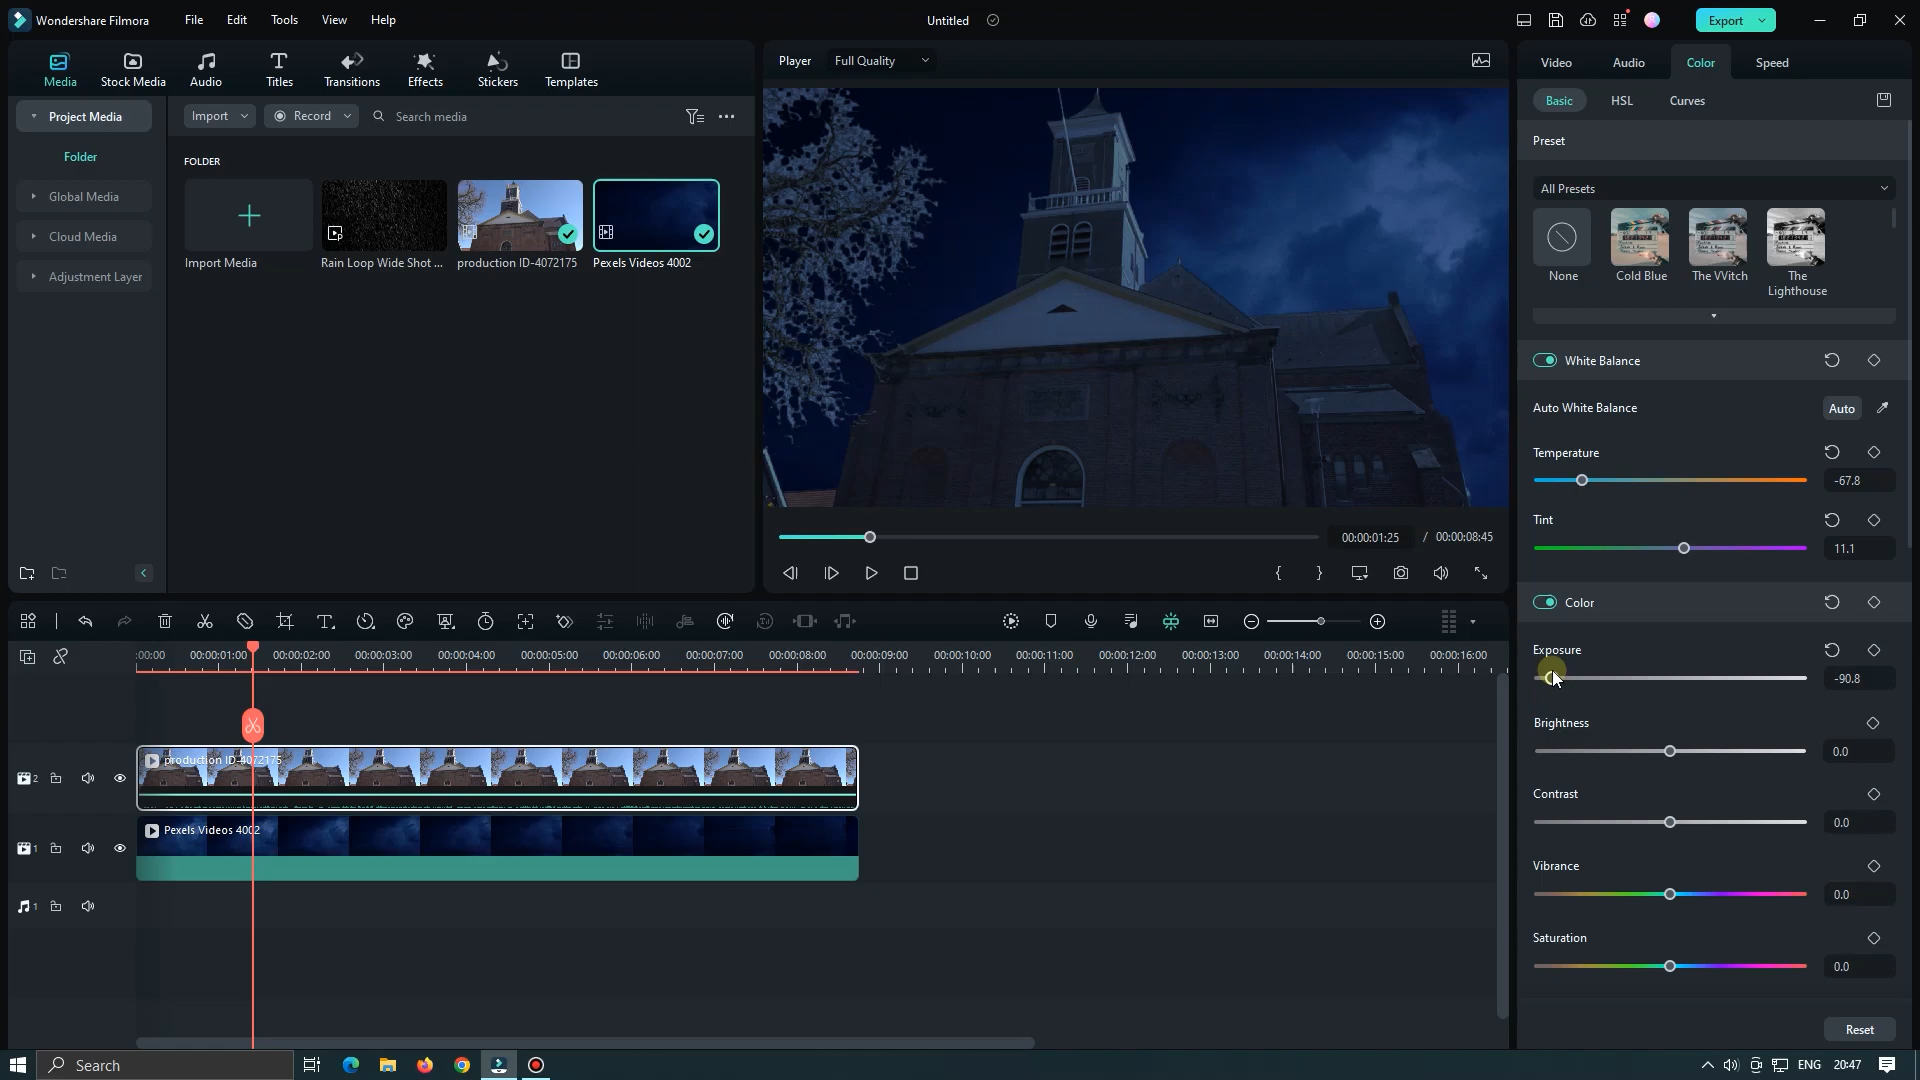 Wondershare Filmora
File
Edit
Tools
View
Help
Untitled
Export
Media
Stock Media
Audio
Titles
Transitions
Effects
Stickers
Templates
Player
Full Quality
Video
Audio
Color
Speed
Project Media
Folder
Global Media
Cloud Media
Adjustment Layer
Import
Record
Search media
FOLDER
Import Media
Rain Loop Wide Shot ...
production ID-4072175
Pexels Videos 4002
00:00:01:25 / 00:00:08:45
Basic
HSL
Curves
Preset
All Presets
None
Cold Blue
The VVitch
The
Lighthouse
White Balance
Auto White Balance
Auto
Temperature
-67.8
Tint
11.1
Color
Exposure
-90.8
Brightness
0.0
Contrast
0.0
Vibrance
0.0
Saturation
0.0
Reset
:00:00
00:00:01:00
00:00:02:00
00:00:03:00
00:00:04:00
00:00:05:00
00:00:06:00
00:00:07:00
00:00:08:00
00:00:09:00
00:00:10:00
00:00:11:00
00:00:12:00
00:00:13:00
00:00:14:00
00:00:15:00
00:00:16:00
2
production ID-4072175
1
Pexels Videos 4002
1
Search
ENG
20:47